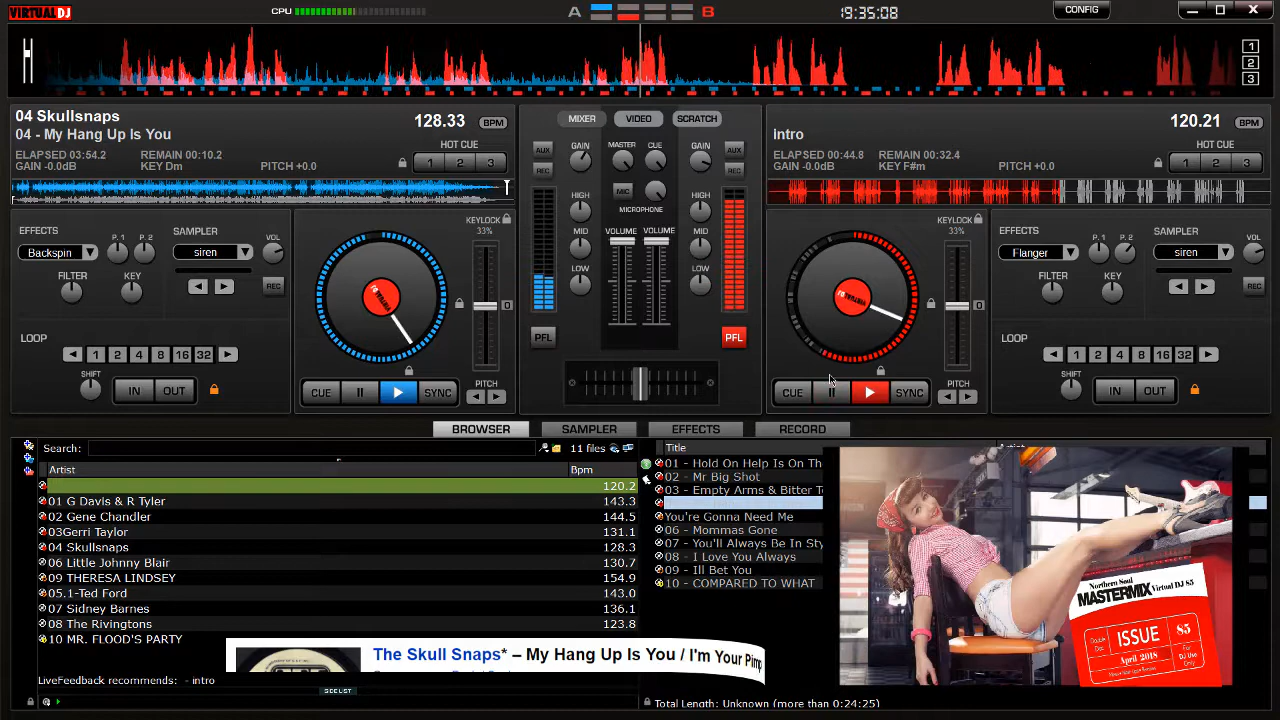 VIRTUAL DJ
CPU
A
B
19:35:08
CONFIG
1
2
3
04 Skullsnaps
04 - My Hang Up Is You
128.33 BPM
ELAPSED 03:54.2 REMAIN 00:10.2
GAIN -0.0dB KEY Dm PITCH +0.0
HOT CUE
1 2 3
MIXER VIDEO SCRATCH
intro
120.21 BPM
ELAPSED 00:44.8 REMAIN 00:32.4
GAIN -0.0dB KEY F#m PITCH +0.0
HOT CUE
1 2 3
EFFECTS
Backspin
P. 1 P. 2
SAMPLER
siren
VOL
FILTER KEY
REC
LOOP
1 2 4 8 16 32
SHIFT
IN OUT
KEYLOCK
33%
0
CUE SYNC
PITCH
AUX
REC
GAIN MASTER CUE GAIN
AUX
REC
HIGH
MIC
MICROPHONE
HIGH
MID
VOLUME VOLUME
MID
LOW
LOW
PFL
PFL
KEYLOCK
33%
0
CUE SYNC
PITCH
EFFECTS
Flanger
P. 1 P. 2
SAMPLER
siren
VOL
FILTER KEY
REC
LOOP
1 2 4 8 16 32
SHIFT
IN OUT
BROWSER SAMPLER EFFECTS RECORD
Search:
11 files
Artist Bpm
120.2
01 G Davis & R Tyler 143.3
02 Gene Chandler 144.5
03Gerri Taylor 131.1
04 Skullsnaps 128.3
06 Little Johnny Blair 130.7
09 THERESA LINDSEY 154.9
05.1-Ted Ford 143.0
07 Sidney Barnes 136.1
08 The Rivingtons 123.8
10 MR. FLOOD'S PARTY
The Skull Snaps* – My Hang Up Is You / I'm Your Pimp
LiveFeedback recommends: - intro
Title
01 - Hold On Help Is On Th
02 - Mr Big Shot
03 - Empty Arms & Bitter T
You're Gonna Need Me
06 - Mommas Gone
07 - You'll Always Be In Sty
08 - I Love You Always
09 - Ill Bet You
10 - COMPARED TO WHAT
Total Length: Unknown (more than 0:24:25)
Northern Soul
MASTERMIX Virtual DJ 85
Double
ISSUE 85
April 2018
For DJ Use Only